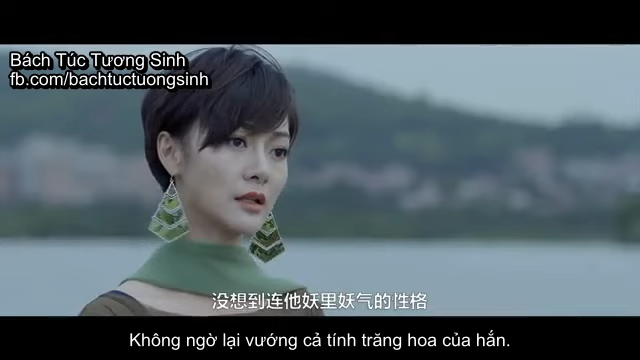 Bách Túc Tương Sinh
fb.com/bachtuctuongsinh
没想到连他妖里妖气的性格
Không ngờ lại vướng cả tính trăng hoa của hắn.